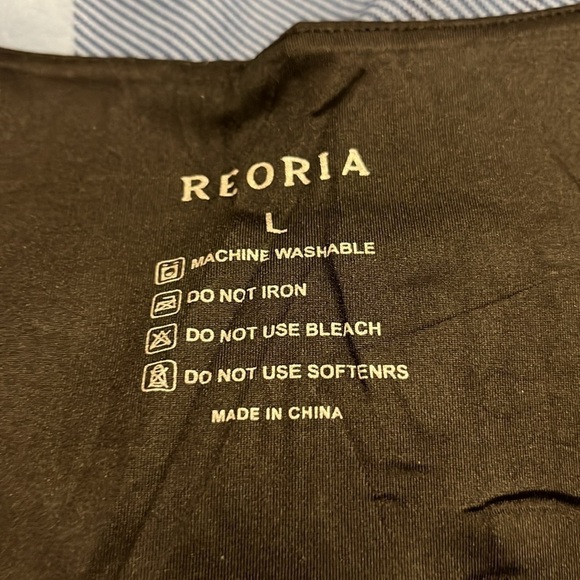 REORIA
L
MACHINE WASHABLE
DO NOT IRON
DO NOT USE BLEACH
DO NOT USE SOFTENRS
MADE IN CHINA